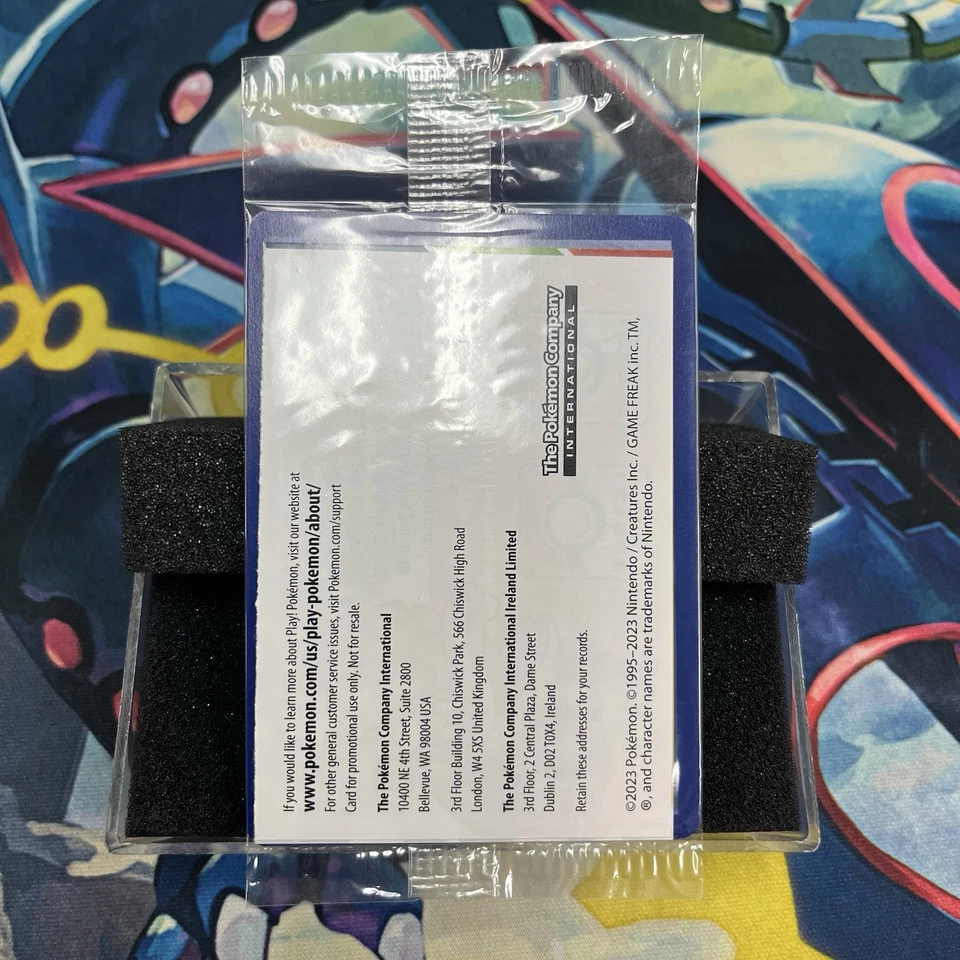 If you would like to learn more about Play! Pokémon, visit our website at
www.pokemon.com/us/play-pokemon/about/
For other general customer service issues, visit Pokemon.com/support
Card for promotional use only. Not for resale.
The Pokémon Company International
10400 NE 4th Street, Suite 2800
Bellevue, WA 98004 USA
3rd Floor Building 10, Chiswick Park, 566 Chiswick High Road
London, W4 5XS United Kingdom
The Pokémon Company International Ireland Limited
3rd Floor, 2 Central Plaza, Dame Street
Dublin 2, D02 T0X4, Ireland
Retain these addresses for your records.
The Pokémon Company
INTERNATIONAL
©2023 Pokémon. ©1995–2023 Nintendo / Creatures Inc. / GAME FREAK inc. TM,
®, and character names are trademarks of Nintendo.